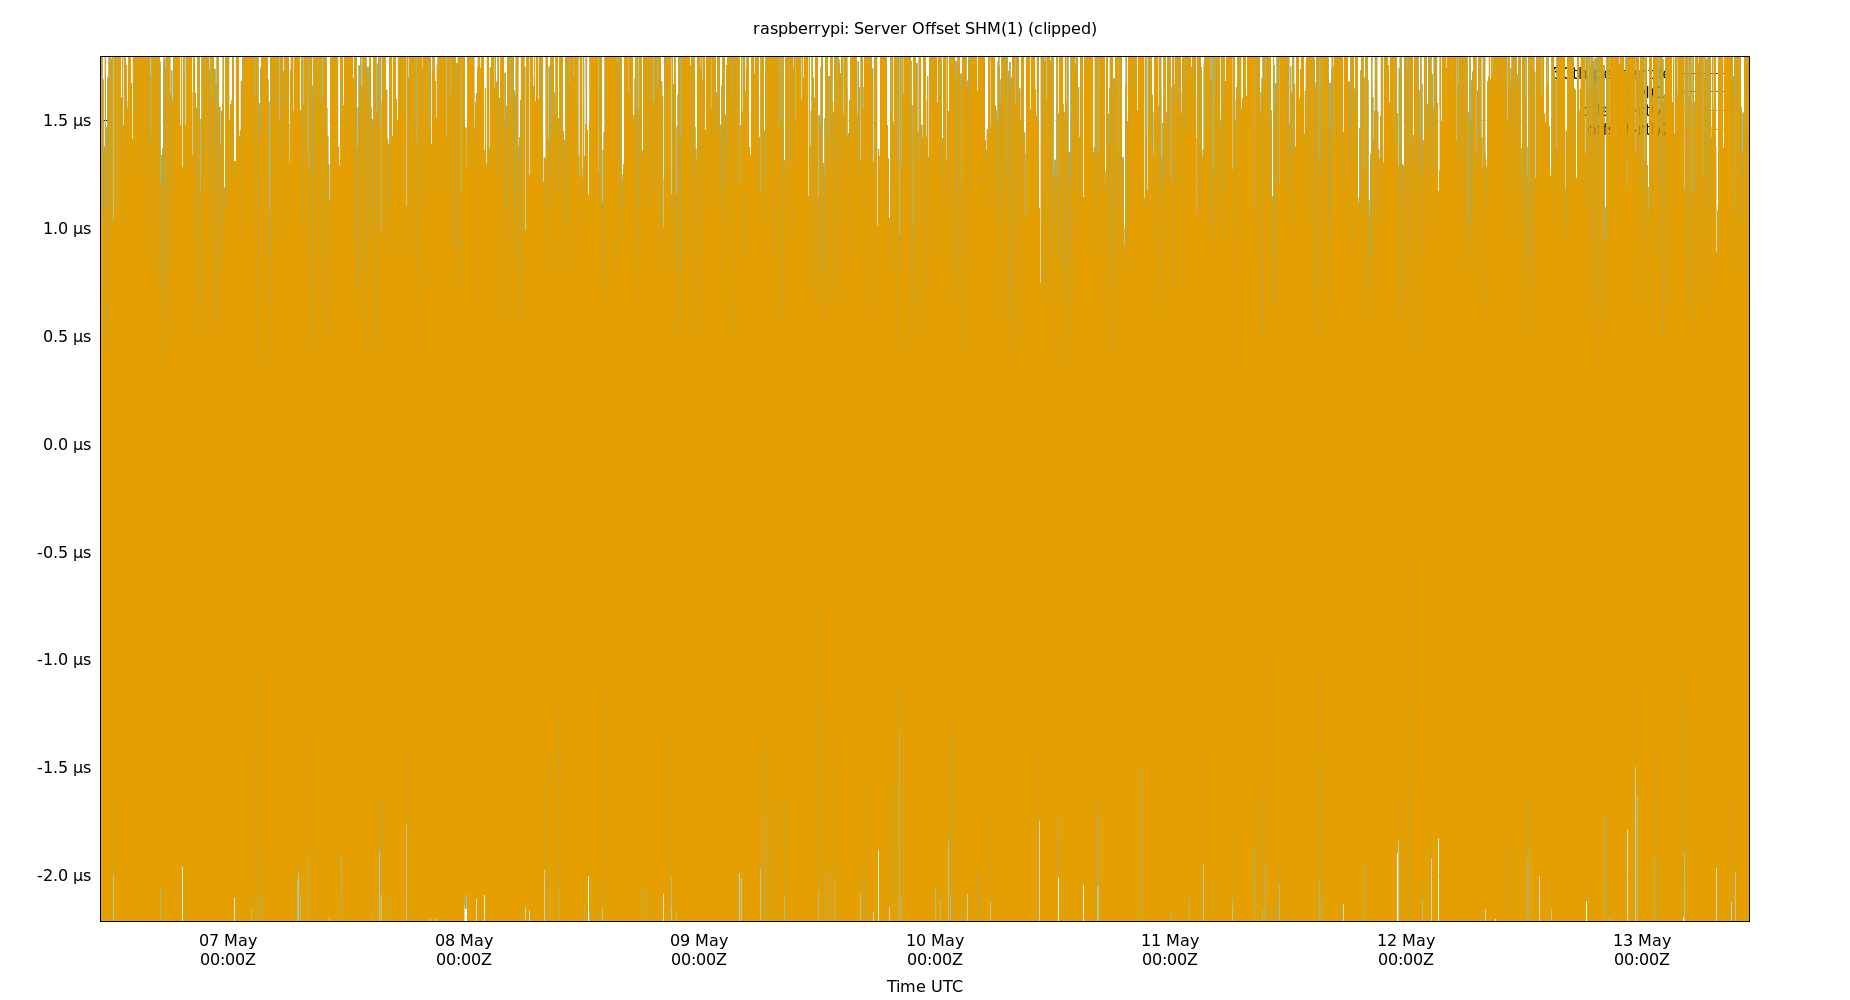 raspberrypi: Server Offset SHM(1) (clipped)
1.5 µs
1.0 µs
0.5 µs
0.0 µs
-0.5 µs
-1.0 µs
-1.5 µs
-2.0 µs
07 May 08 May 09 May 10 May 11 May 12 May 13 May
00:00Z 00:00Z 00:00Z 00:00Z 00:00Z 00:00Z 00:00Z
Time UTC